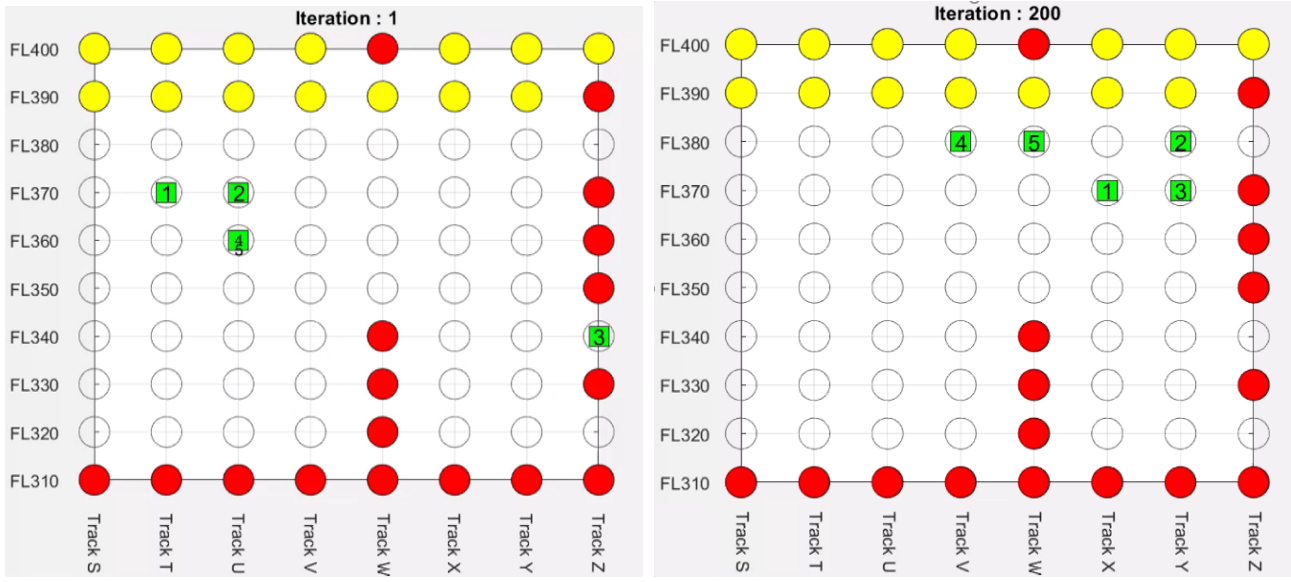 Iteration : 1
FL400
FL390
FL380
FL370
1
2
FL360
4
5
FL350
FL340
3
FL330
FL320
FL310
Track S
Track T
Track U
Track V
Track W
Track X
Track Y
Track Z
Iteration : 200
FL400
FL390
FL380
4
5
2
FL370
1
3
FL360
FL350
FL340
FL330
FL320
FL310
Track S
Track T
Track U
Track V
Track W
Track X
Track Y
Track Z